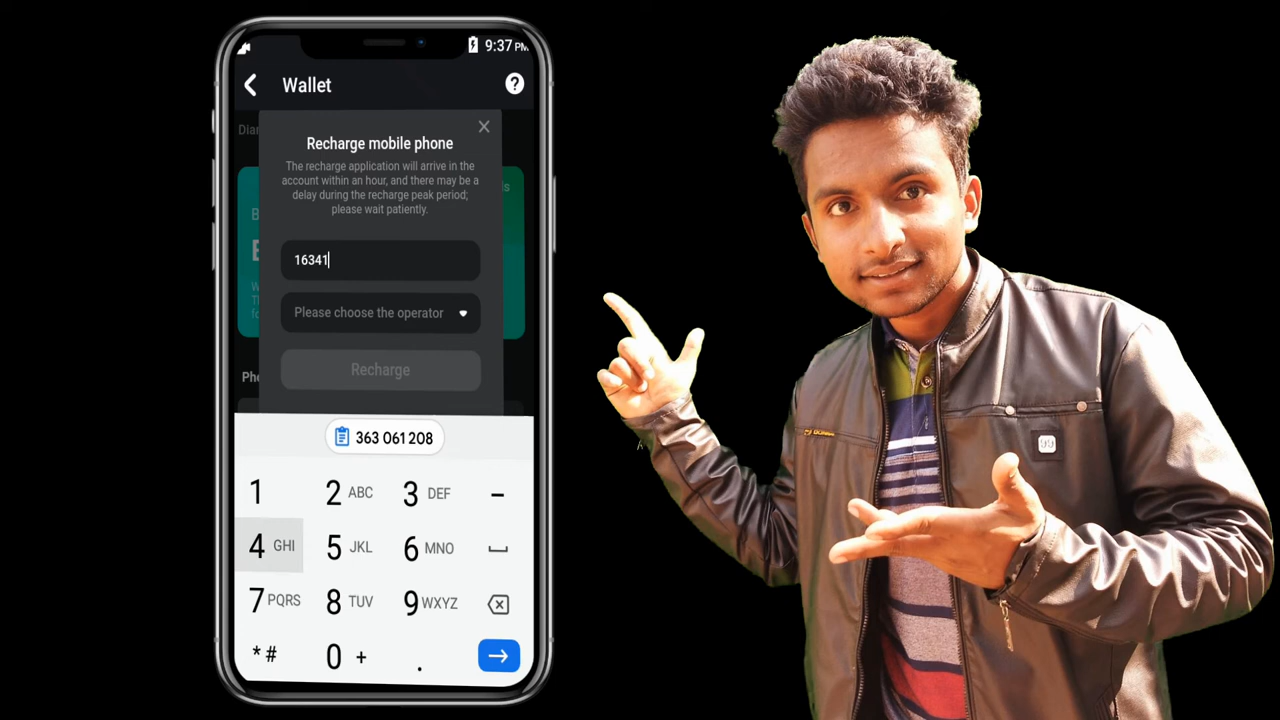 9:37 PM
Wallet
?
Diar
Recharge mobile phone
The recharge application will arrive in the
account within an hour, and there may be a
delay during the recharge peak period;
please wait patiently.
16341
Please choose the operator
Recharge
Pho
363 061 208
1 2 ABC 3 DEF -
4 GHI 5 JKL 6 MNO
7 PQRS 8 TUV 9 WXYZ
* # 0 + .
99